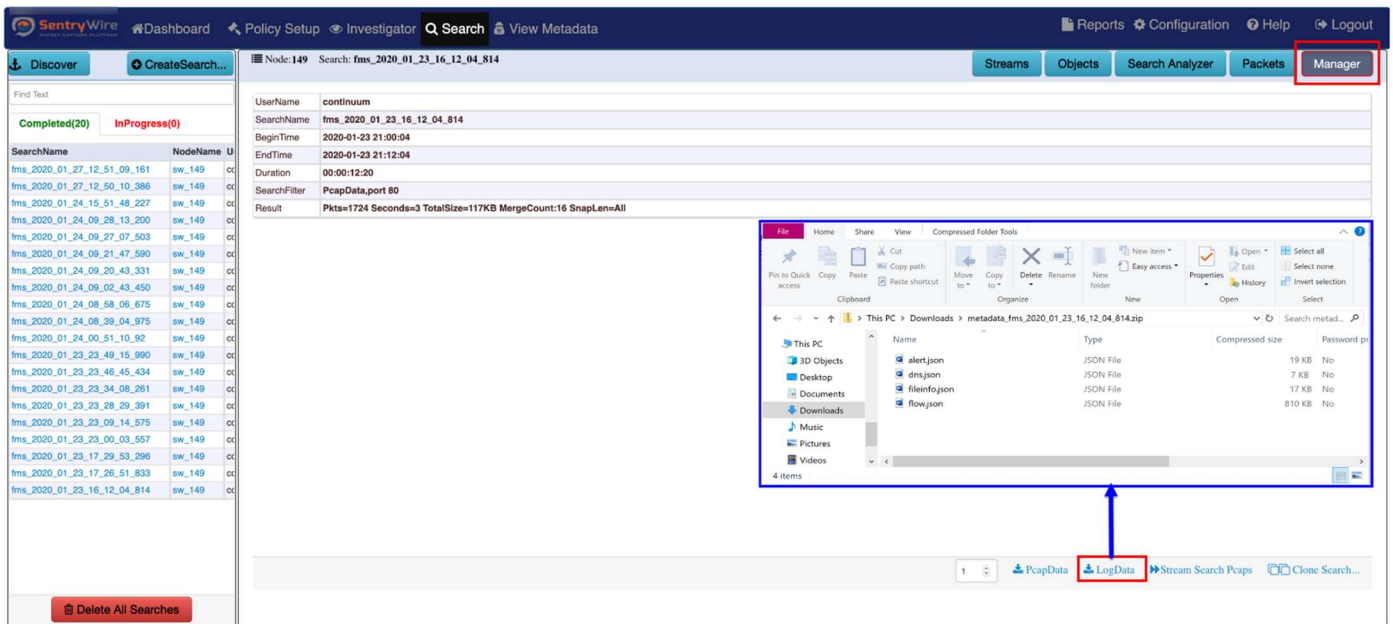 SentryWire Dashboard Policy Setup Investigator Search View Metadata Reports Configuration Help Logout
Discover CreateSearch... Node:149 Search: fms_2020_01_23_16_12_04_814 Streams Objects Search Analyzer Packets Manager
Find Text
Completed(20) InProgress(0)
SearchName NodeName
fms_2020_01_27_12_51_09_161 sw_149
fms_2020_01_27_12_50_10_386 sw_149
fms_2020_01_24_15_51_48_227 sw_149
fms_2020_01_24_09_28_13_200 sw_149
fms_2020_01_24_09_27_07_503 sw_149
fms_2020_01_24_09_21_47_590 sw_149
fms_2020_01_24_09_20_43_331 sw_149
fms_2020_01_24_09_02_43_450 sw_149
fms_2020_01_24_08_58_06_675 sw_149
fms_2020_01_24_08_39_04_975 sw_149
fms_2020_01_24_00_51_10_92 sw_149
fms_2020_01_23_23_49_15_990 sw_149
fms_2020_01_23_23_46_45_434 sw_149
fms_2020_01_23_23_34_08_261 sw_149
fms_2020_01_23_23_28_29_391 sw_149
fms_2020_01_23_23_09_14_575 sw_149
fms_2020_01_23_23_00_03_557 sw_149
fms_2020_01_23_17_29_53_296 sw_149
fms_2020_01_23_17_26_51_833 sw_149
fms_2020_01_23_16_12_04_814 sw_149
Delete All Searches
UserName continuum
SearchName fms_2020_01_23_16_12_04_814
BeginTime 2020-01-23 21:00:04
EndTime 2020-01-23 21:12:04
Duration 00:00:12:20
SearchFilter PcapData,port 80
Result Pkts=1724 Seconds=3 TotalSize=117KB MergeCount:16 SnapLen=All
File Home Share View Compressed Folder Tools
Pin to Quick access Copy Paste Cut Copy path Paste shortcut
Move to Copy to Delete Rename New folder
New item Easy access Properties Open Edit History
Select all Select none Invert selection
Clipboard Organize New Open Select
This PC > Downloads > metadata_fms_2020_01_23_16_12_04_814.zip Search metad...
Name Type Compressed size Password pr
This PC
3D Objects
Desktop
Documents
Downloads
Music
Pictures
Videos
alert.json JSON File 19 KB No
dns.json JSON File 7 KB No
fileinfo.json JSON File 17 KB No
flow.json JSON File 810 KB No
4 items
1 PcapData LogData Stream Search Pcaps Clone Search...